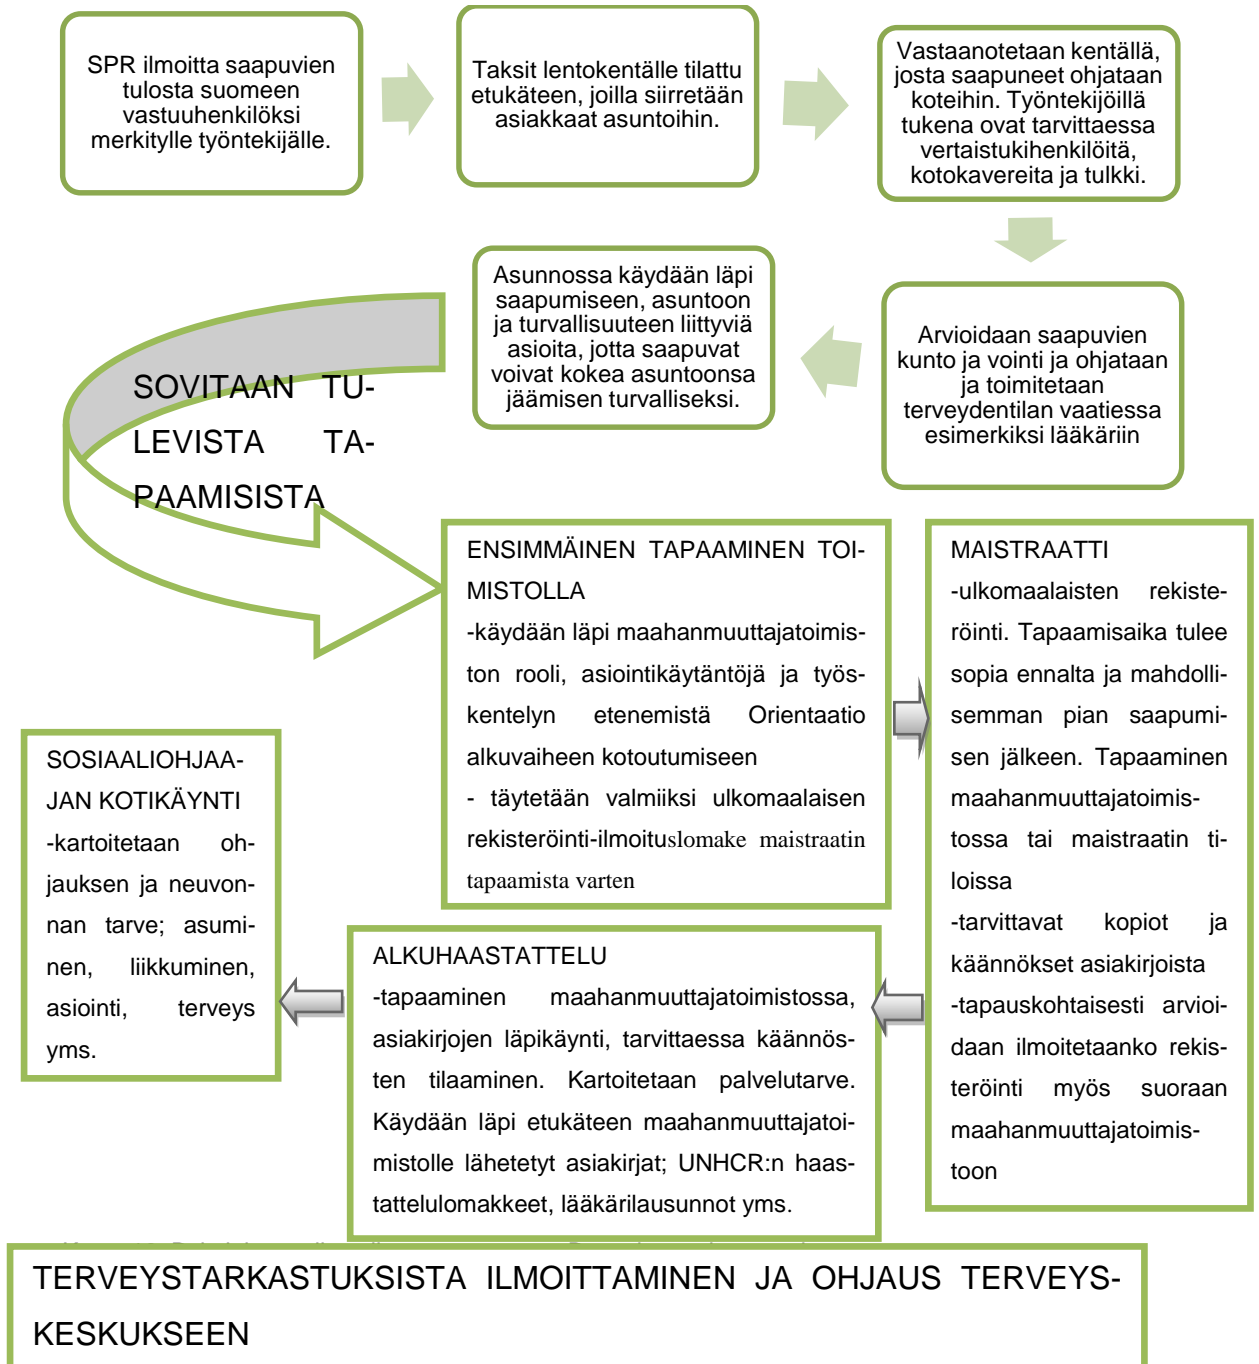 SPR ilmoitta saapuvien
tulosta suomeen
vastuuhenkilöksi
merkitylle työntekijälle.
Taksit lentokentälle tilattu
etukäteen, joilla siirretään
asiakkaat asuntoihin.
Vastaanotetaan kentällä,
josta saapuneet ohjataan
koteihin. Työntekijöillä
tukena ovat tarvittaessa
vertaistukihenkilöitä,
kotokavereita ja tulkki.
Arvioidaan saapuvien
kunto ja vointi ja ohjataan
ja toimitetaan
terveydentilan vaatiessa
esimerkiksi lääkäriin
Asunnossa käydään läpi
saapumiseen, asuntoon
ja turvallisuuteen liittyviä
asioita, jotta saapuvat
voivat kokea asuntoonsa
jäämisen turvalliseksi.
SOVITAAN TU-
LEVISTA TA-
PAAMISISTA
ENSIMMÄINEN TAPAAMINEN TOI-
MISTOLLA
-käydään läpi maahanmuuttajatoimis-
ton rooli, asiointikäytäntöjä ja työs-
kentelyn etenemistä Orientaatio
alkuvaiheen kotoutumiseen
- täytetään valmiiksi ulkomaalaisen
rekisteröinti-ilmoituslomake maistraatin
tapaamista varten
MAISTRAATTI
-ulkomaalaisten rekiste-
röinti. Tapaamisaika tulee
sopia ennalta ja mahdolli-
semman pian saapumi-
sen jälkeen. Tapaaminen
maahanmuuttajatoimis-
tossa tai maistraatin ti-
loissa
-tarvittavat kopiot ja
käännökset asiakirjoista
-tapauskohtaisesti arvioi-
daan ilmoitetaanko rekis-
teröinti myös suoraan
maahanmuuttajatoimis-
toon
ALKUHAASTATTELU
-tapaaminen maahanmuuttajatoimistossa,
asiakirjojen läpikäynti, tarvittaessa käännös-
ten tilaaminen. Kartoitetaan palvelutarve.
Käydään läpi etukäteen maahanmuuttajatoi-
mistolle lähetetyt asiakirjat; UNHCR:n haas-
tattelulomakkeet, lääkärilausunnot yms.
SOSIAALIOHJAA-
JAN KOTIKÄYNTI
-kartoitetaan oh-
jauksen ja neuvon-
nan tarve; asumi-
nen, liikkuminen,
asiointi, terveys
yms.
TERVEYSTARKASTUKSISTA ILMOITTAMINEN JA OHJAUS TERVEYS-
KESKUKSEEN